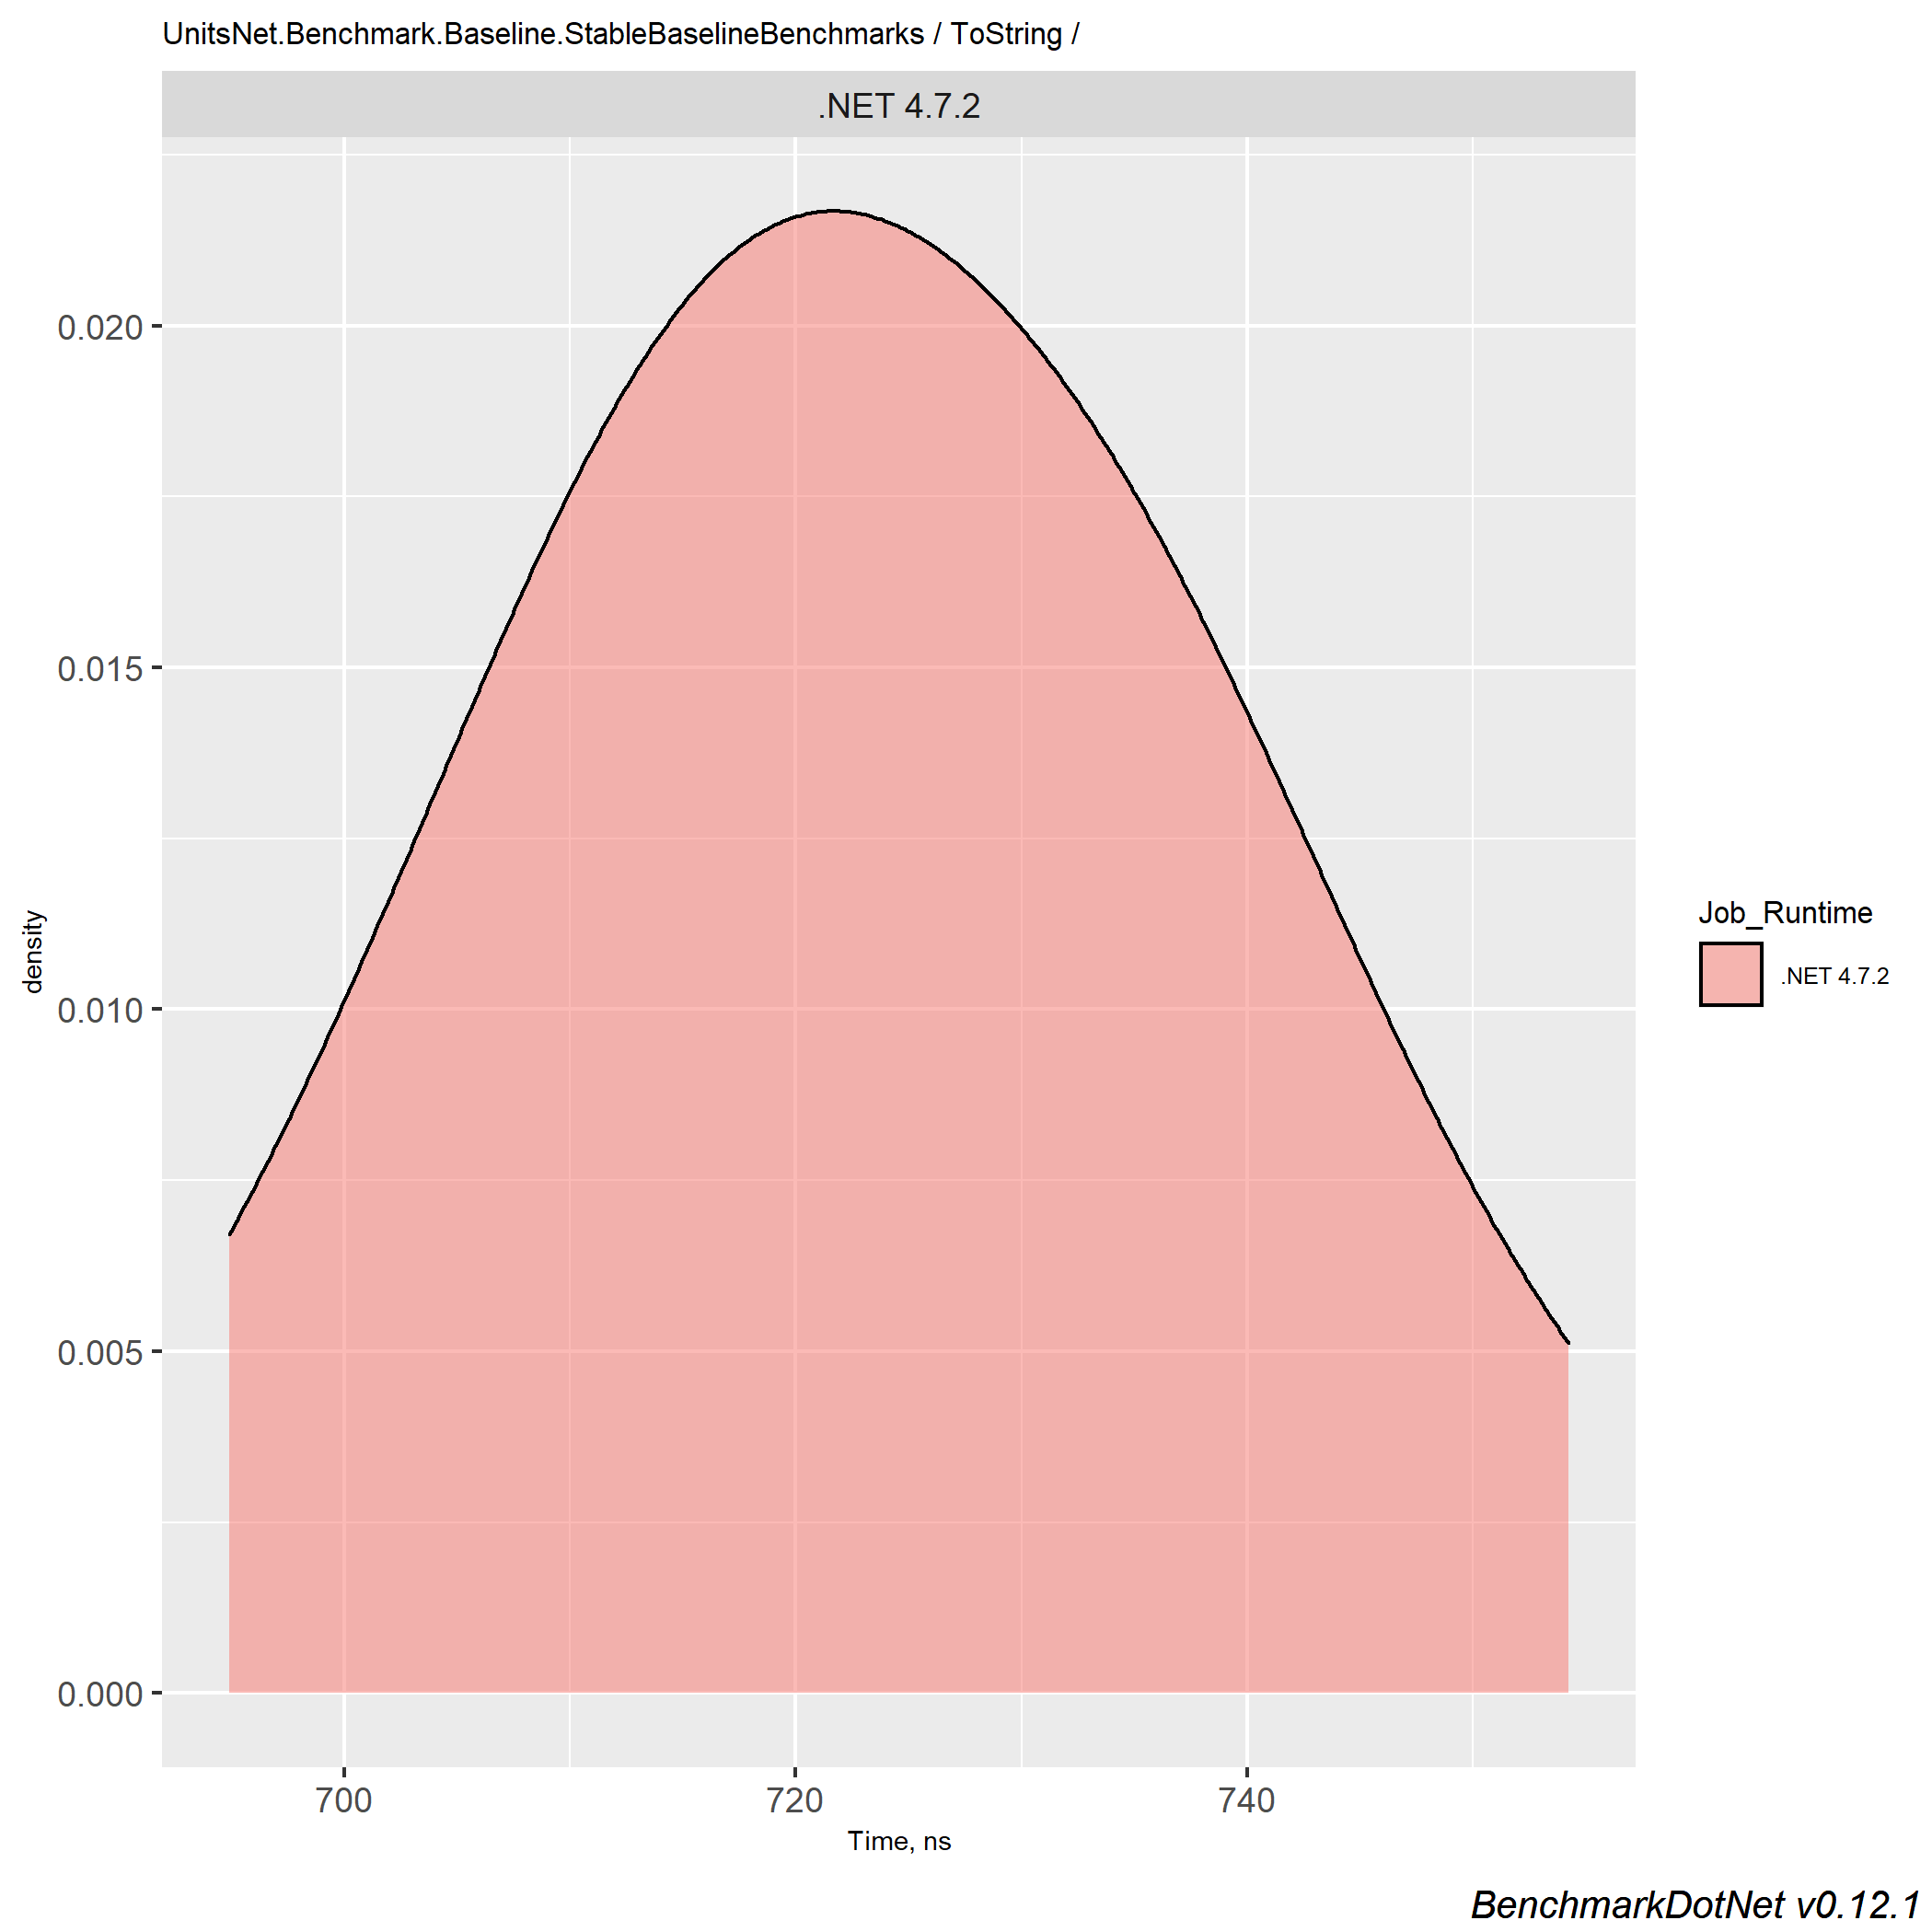 UnitsNet.Benchmark.Baseline.StableBaselineBenchmarks / ToString /
.NET 4.7.2
0.020
0.015
0.010
0.005
0.000
density
700 720 740
Time, ns
Job_Runtime
.NET 4.7.2
BenchmarkDotNet v0.12.1